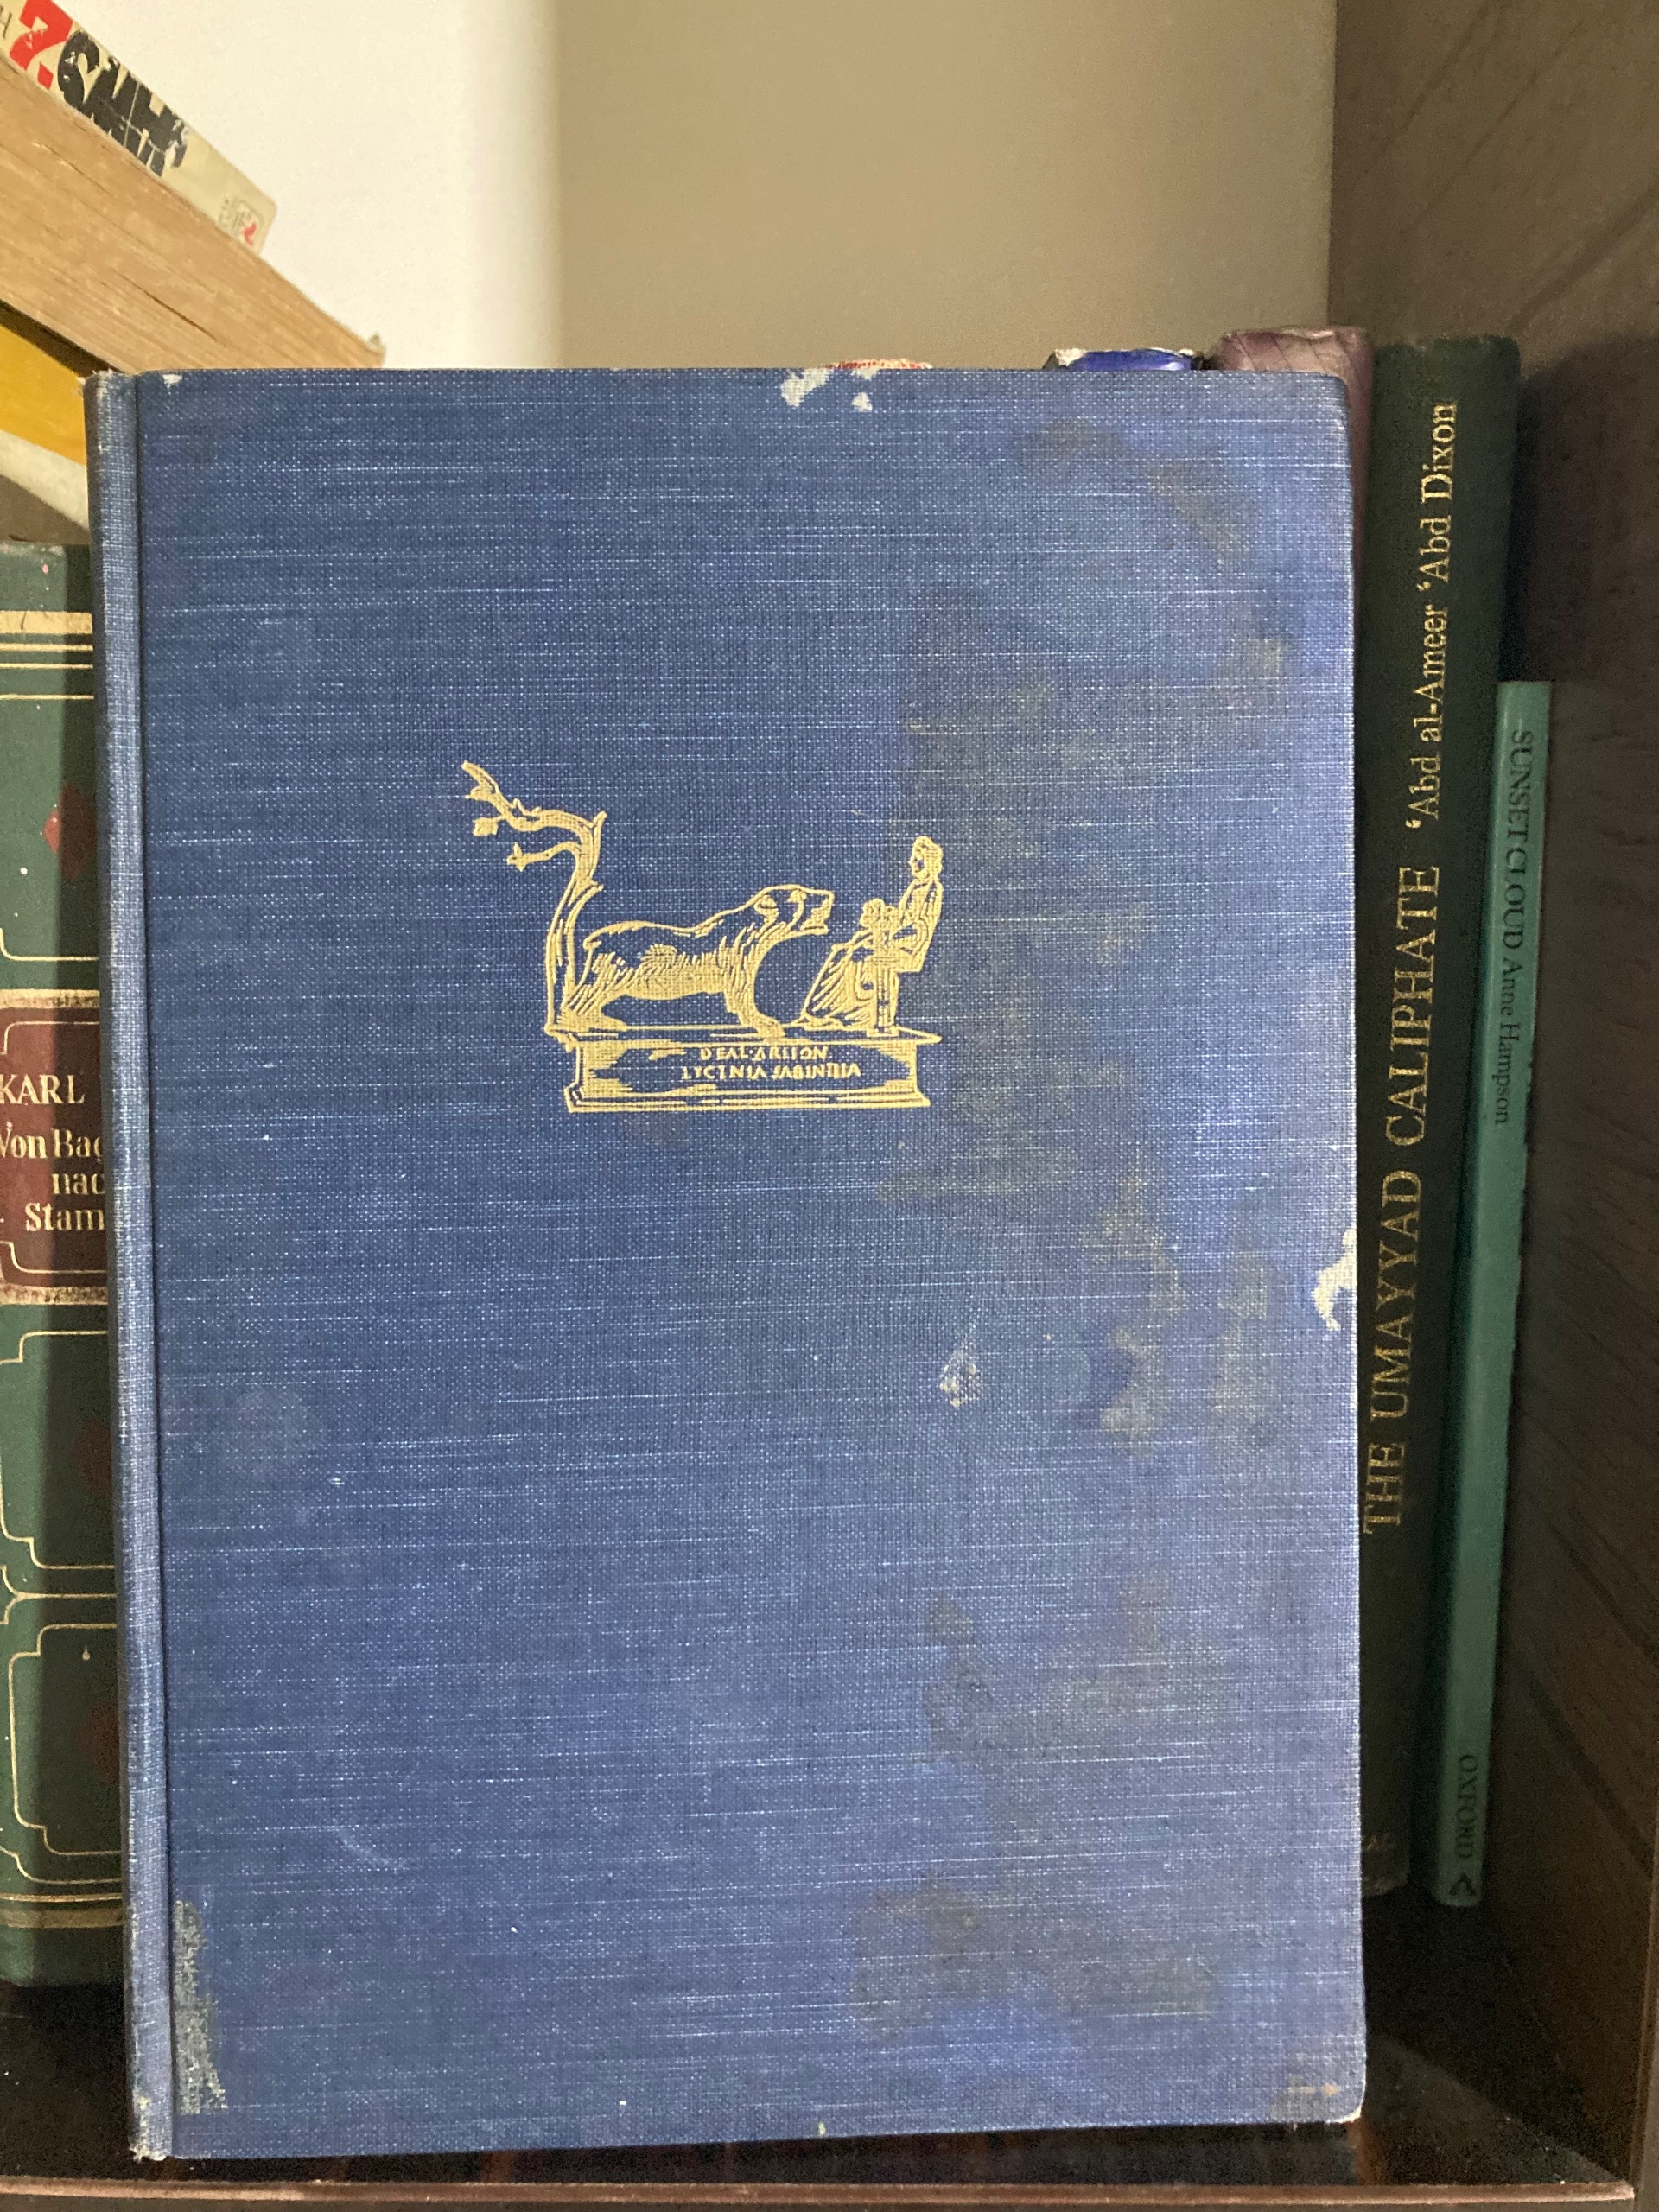 KARL
Von Bag
nac
Stam
DEAE·ARTION
LICINIA SABINILLA
THE UMAYYAD CALIPHATE ‘Abd al-Ameer ‘Abd Dixon
SUNSET CLOUD Anne Hampson OXFORD